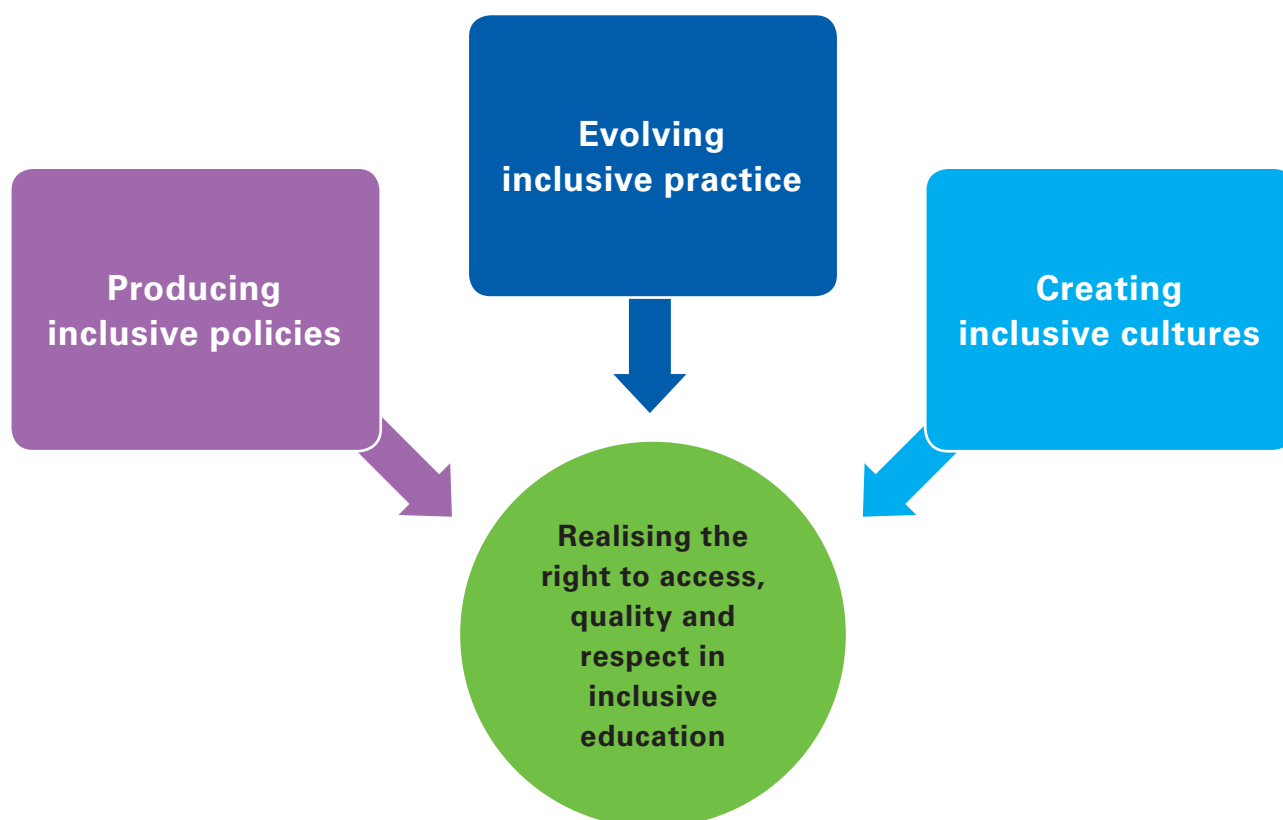 Evolving
inclusive practice
Producing
inclusive policies
Creating
inclusive cultures
Realising the
right to access,
quality and
respect in
inclusive
education